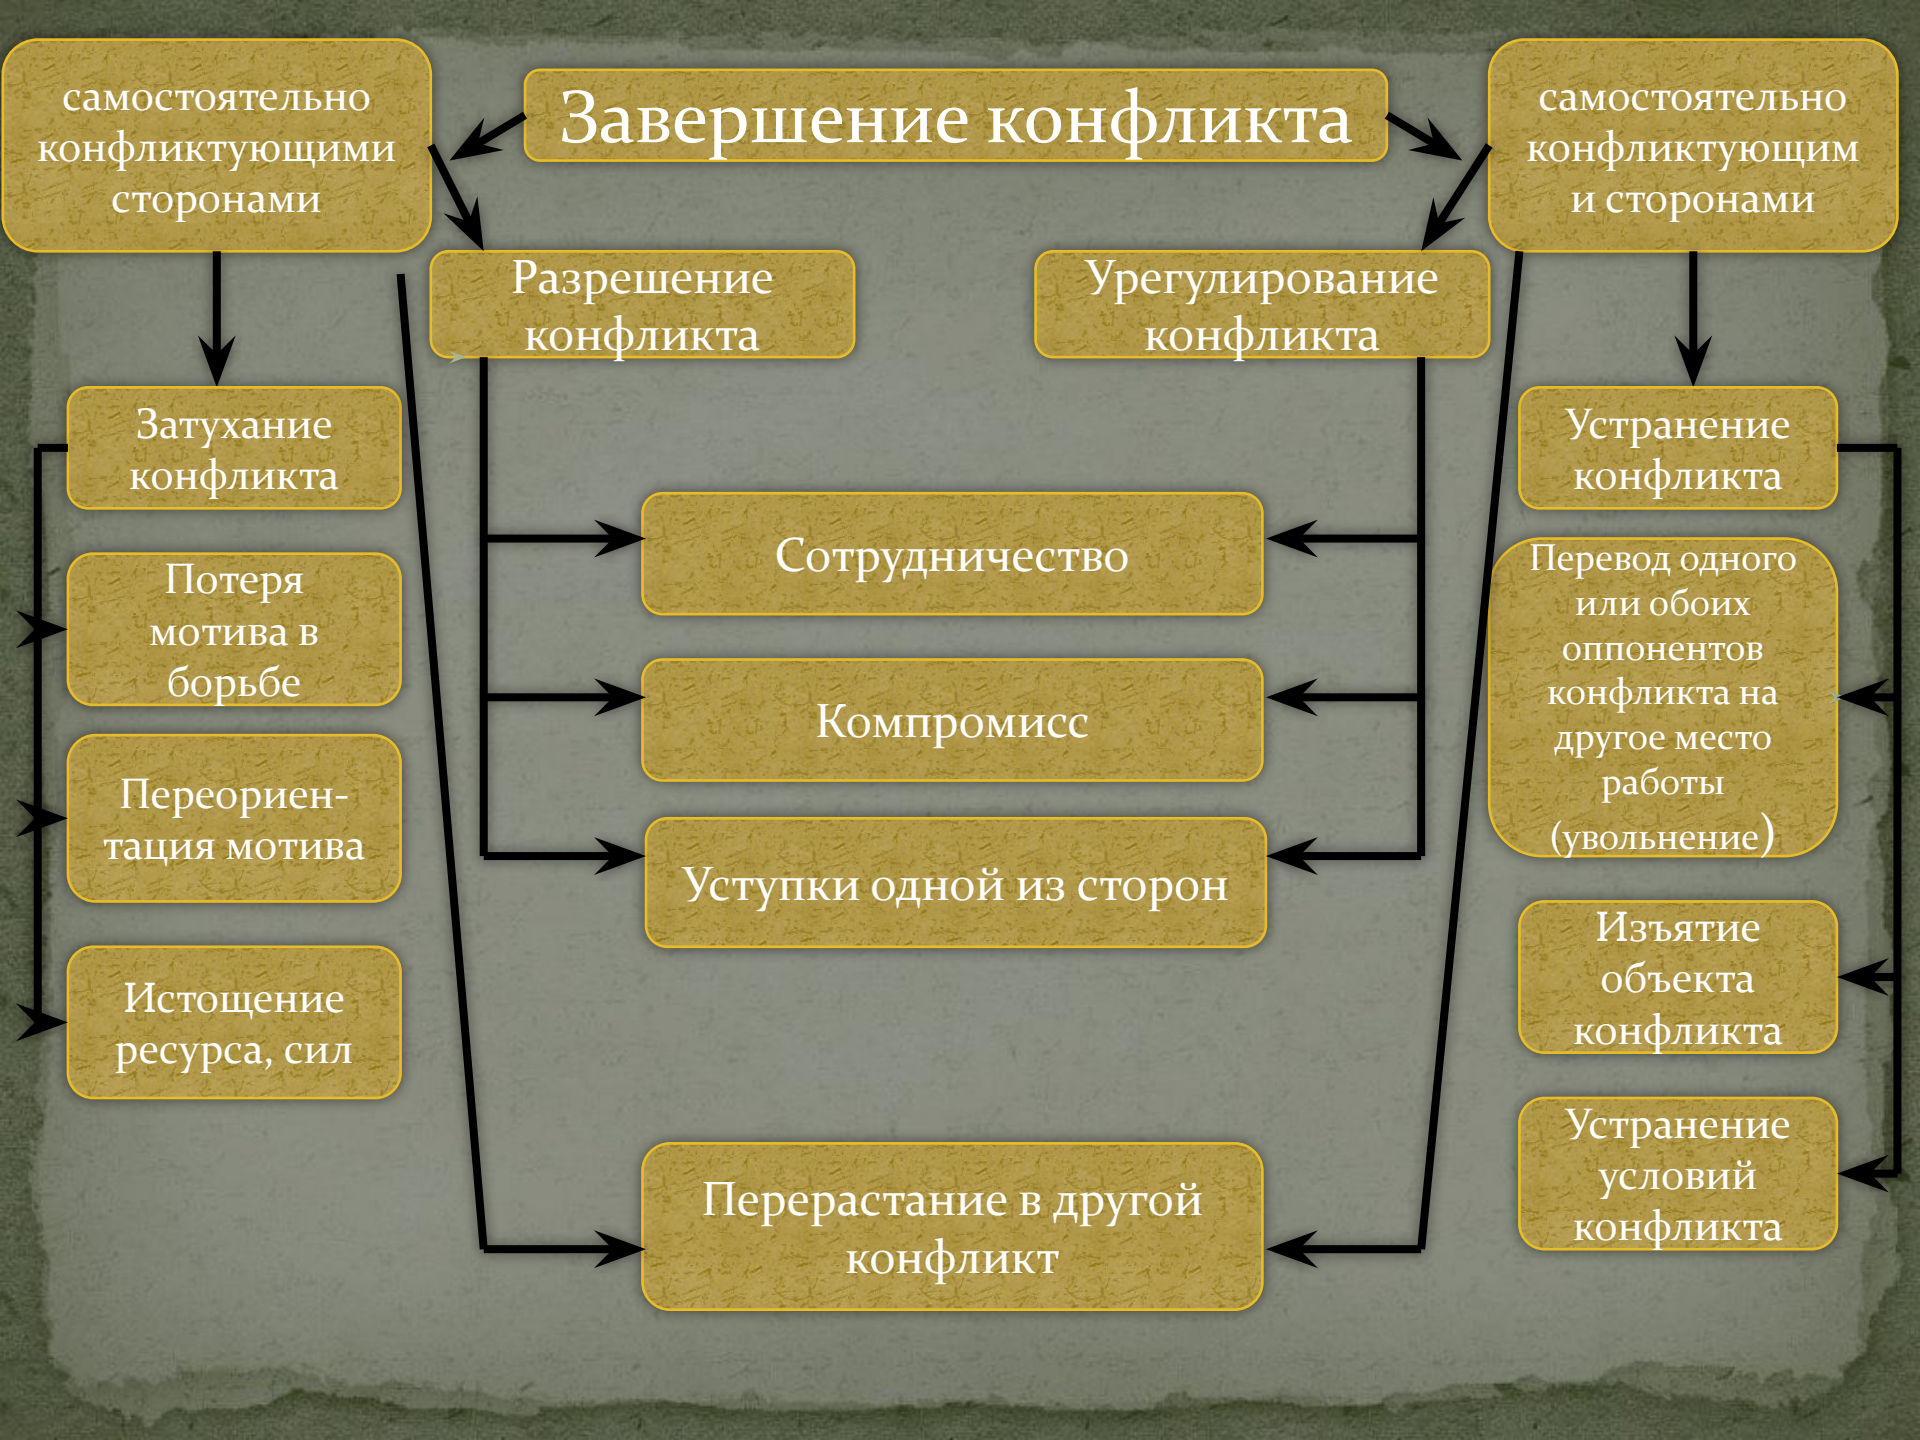 самостоятельно
конфликтующими
сторонами
Завершение конфликта
самостоятельно
конфликтующим
и сторонами
Разрешение
конфликта
Урегулирование
конфликта
Затухание
конфликта
Потеря
мотива в
борьбе
Переориен-
тация мотива
Истощение
ресурса, сил
Сотрудничество
Компромисс
Уступки одной из сторон
Перерастание в другой
конфликт
Устранение
конфликта
Перевод одного
или обоих
оппонентов
конфликта на
другое место
работы
(увольнение)
Изъятие
объекта
конфликта
Устранение
условий
конфликта